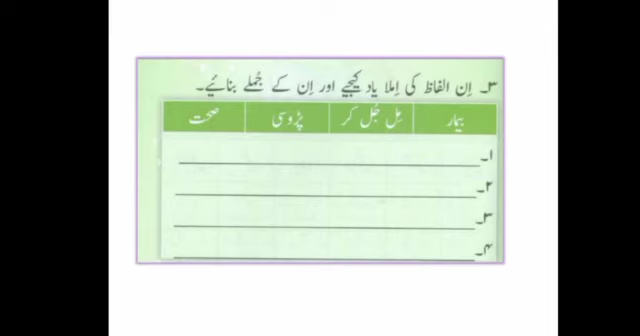 ۳۔ اِن الفاظ کی اِملا یاد کیجیے اور اِن کے جُملے بنائیے۔
بیمار مِل جُل کر پڑوسی صحت
۱۔
۲۔
۳۔
۴۔